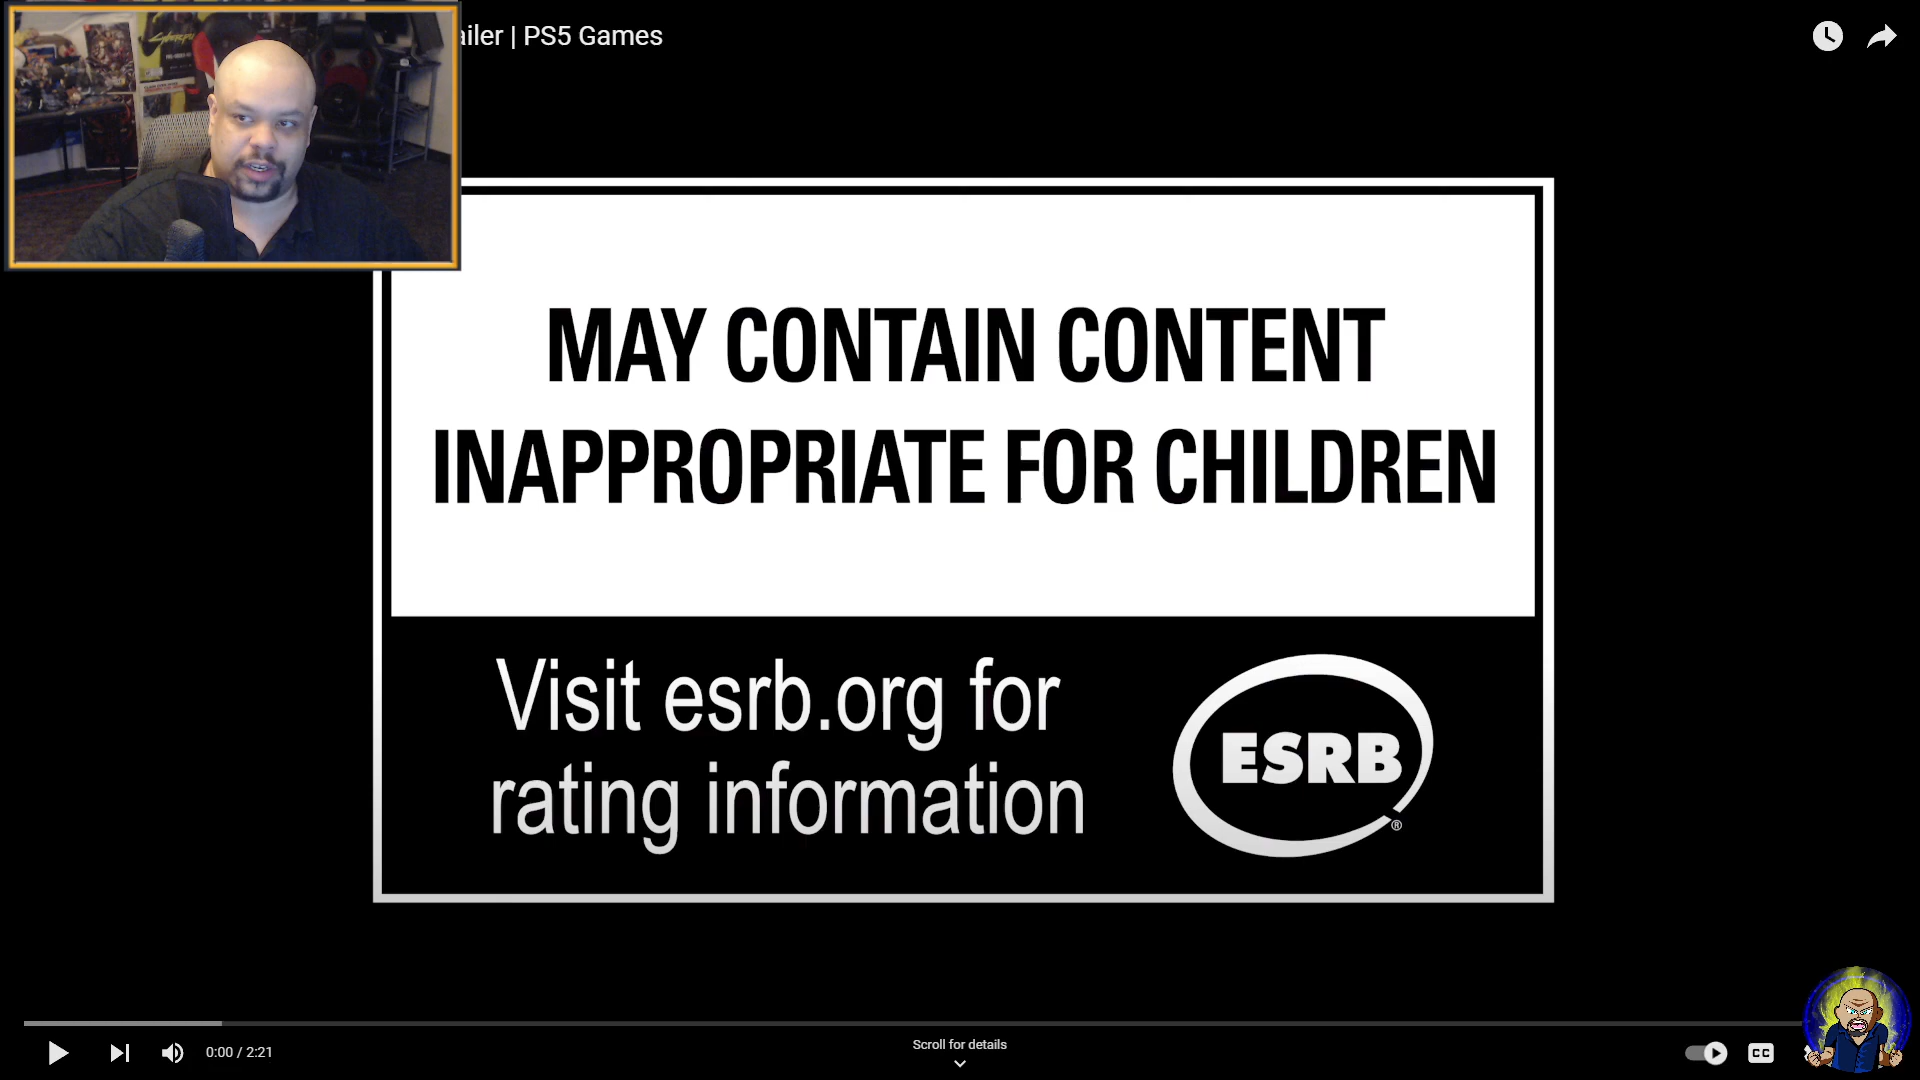 ailer | PS5 Games
MAY CONTAIN CONTENT
INAPPROPRIATE FOR CHILDREN
Visit esrb.org for
rating information
ESRB
®
0:00 / 2:21
Scroll for details
CC